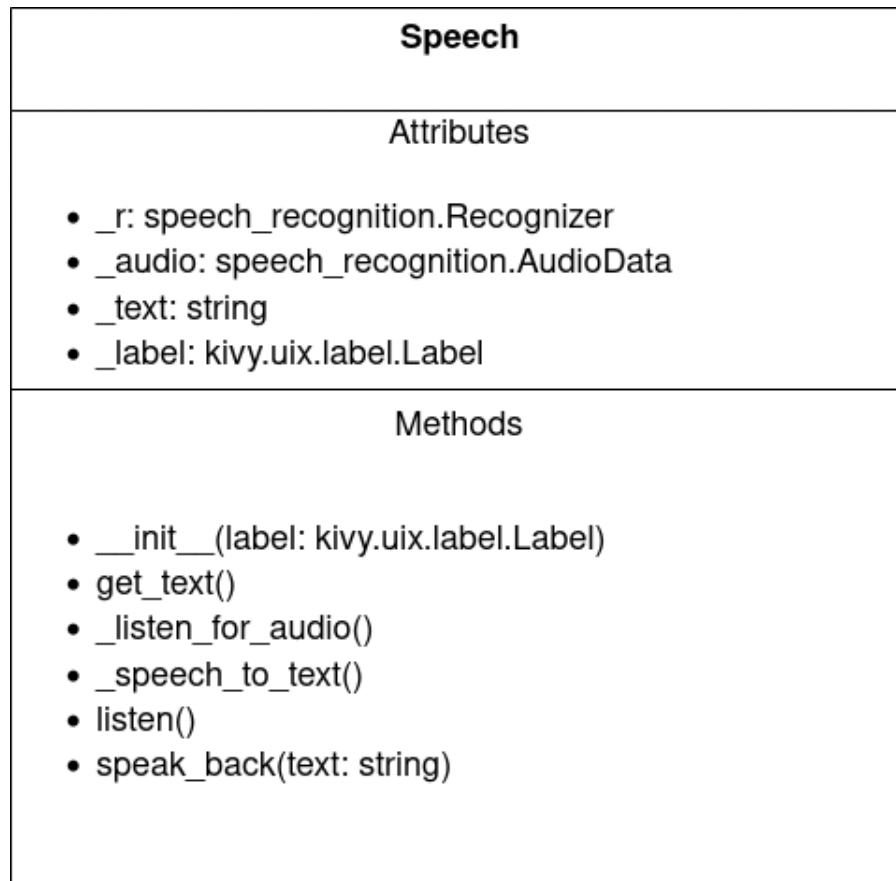 Speech
Attributes
• _r: speech_recognition.Recognizer
• _audio: speech_recognition.AudioData
• _text: string
• _label: kivy.uix.label.Label
Methods
• __init__(label: kivy.uix.label.Label)
• get_text()
• _listen_for_audio()
• _speech_to_text()
• listen()
• speak_back(text: string)